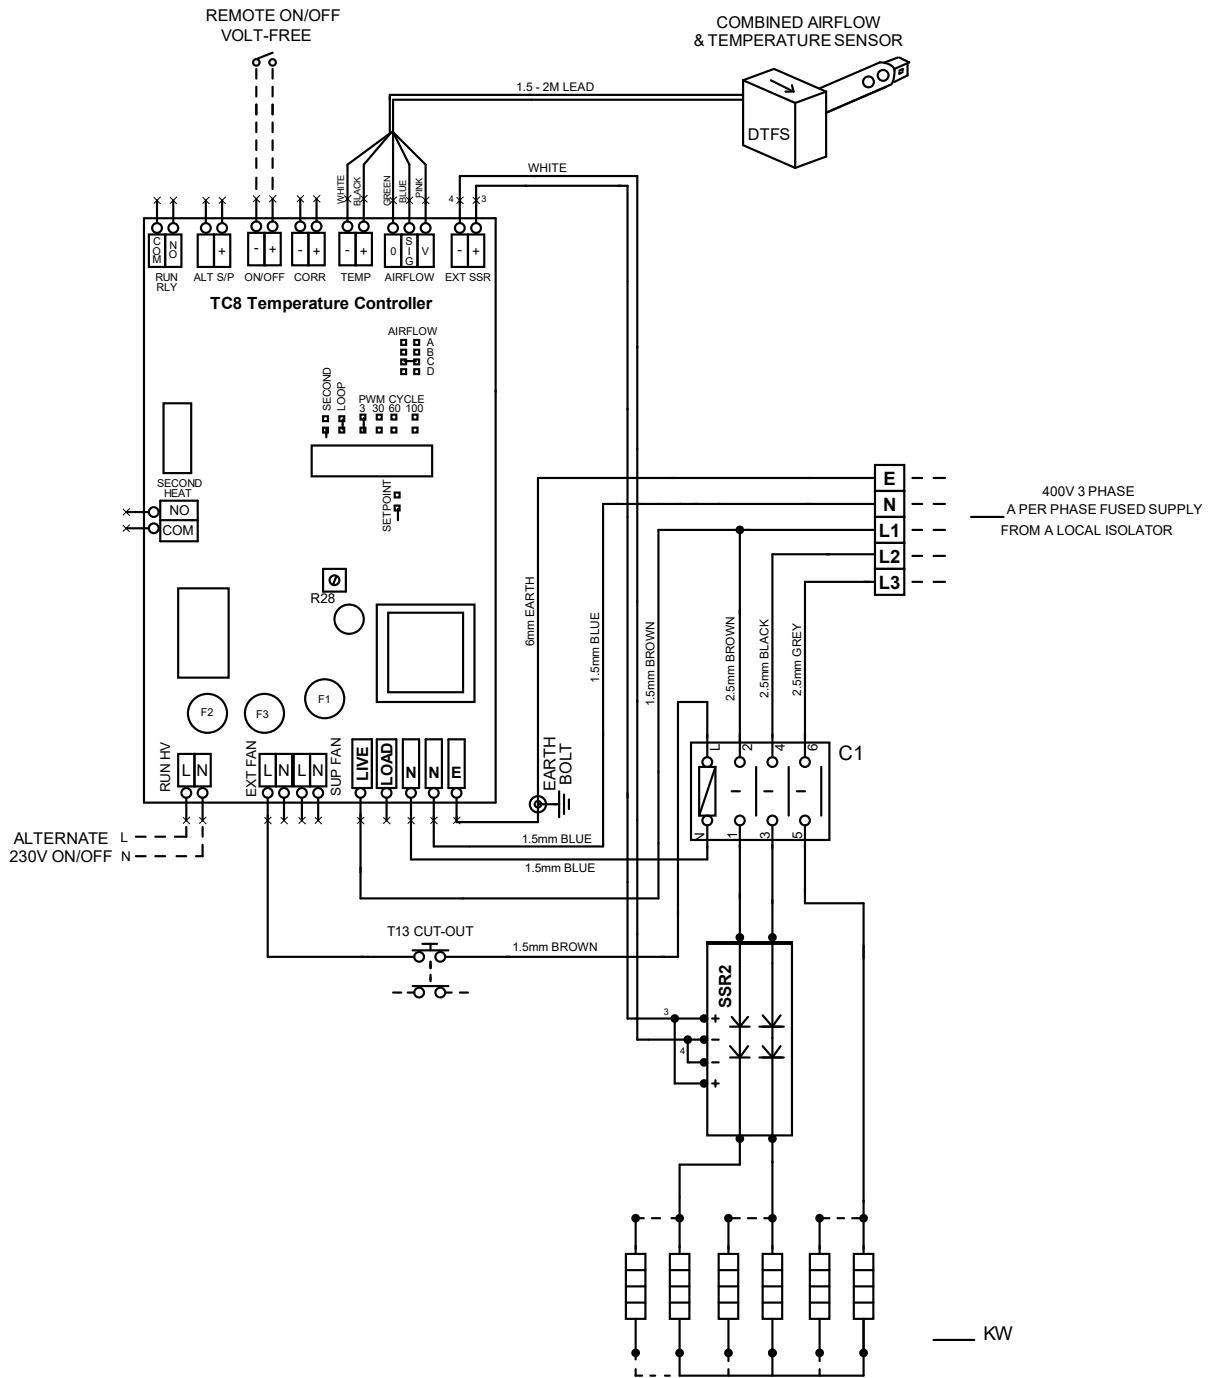 REMOTE ON/OFF
VOLT-FREE
COMBINED AIRFLOW
& TEMPERATURE SENSOR
1.5 - 2M LEAD
DTFS
WHITE
BLACK
GREEN
BLUE
PINK
WHITE
4
3
COM
NO
-
+
-
+
-
+
-
+
0
SIG
V
-
+
RUN
RLY
ALT S/P
ON/OFF
CORR
TEMP
AIRFLOW
EXT SSR
TC8 Temperature Controller
AIRFLOW
A
B
C
D
SECOND
LOOP
PWM CYCLE
3 30 60 100
SECOND
HEAT
NO
COM
SETPOINT
R28
F2
F3
F1
E
N
L1
L2
L3
400V 3 PHASE
A PER PHASE FUSED SUPPLY
FROM A LOCAL ISOLATOR
6mm EARTH
1.5mm BLUE
1.5mm BROWN
2.5mm BROWN
2.5mm BLACK
2.5mm GREY
RUN HV
L N
EXT FAN
L N L N
SUP FAN
LIVE
LOAD
N
N
E
EARTH
BOLT
L
2
4
6
C1
N
1
3
5
ALTERNATE L
230V ON/OFF N
1.5mm BLUE
1.5mm BLUE
T13 CUT-OUT
1.5mm BROWN
SSR2
3
+
-
4
-
+
KW